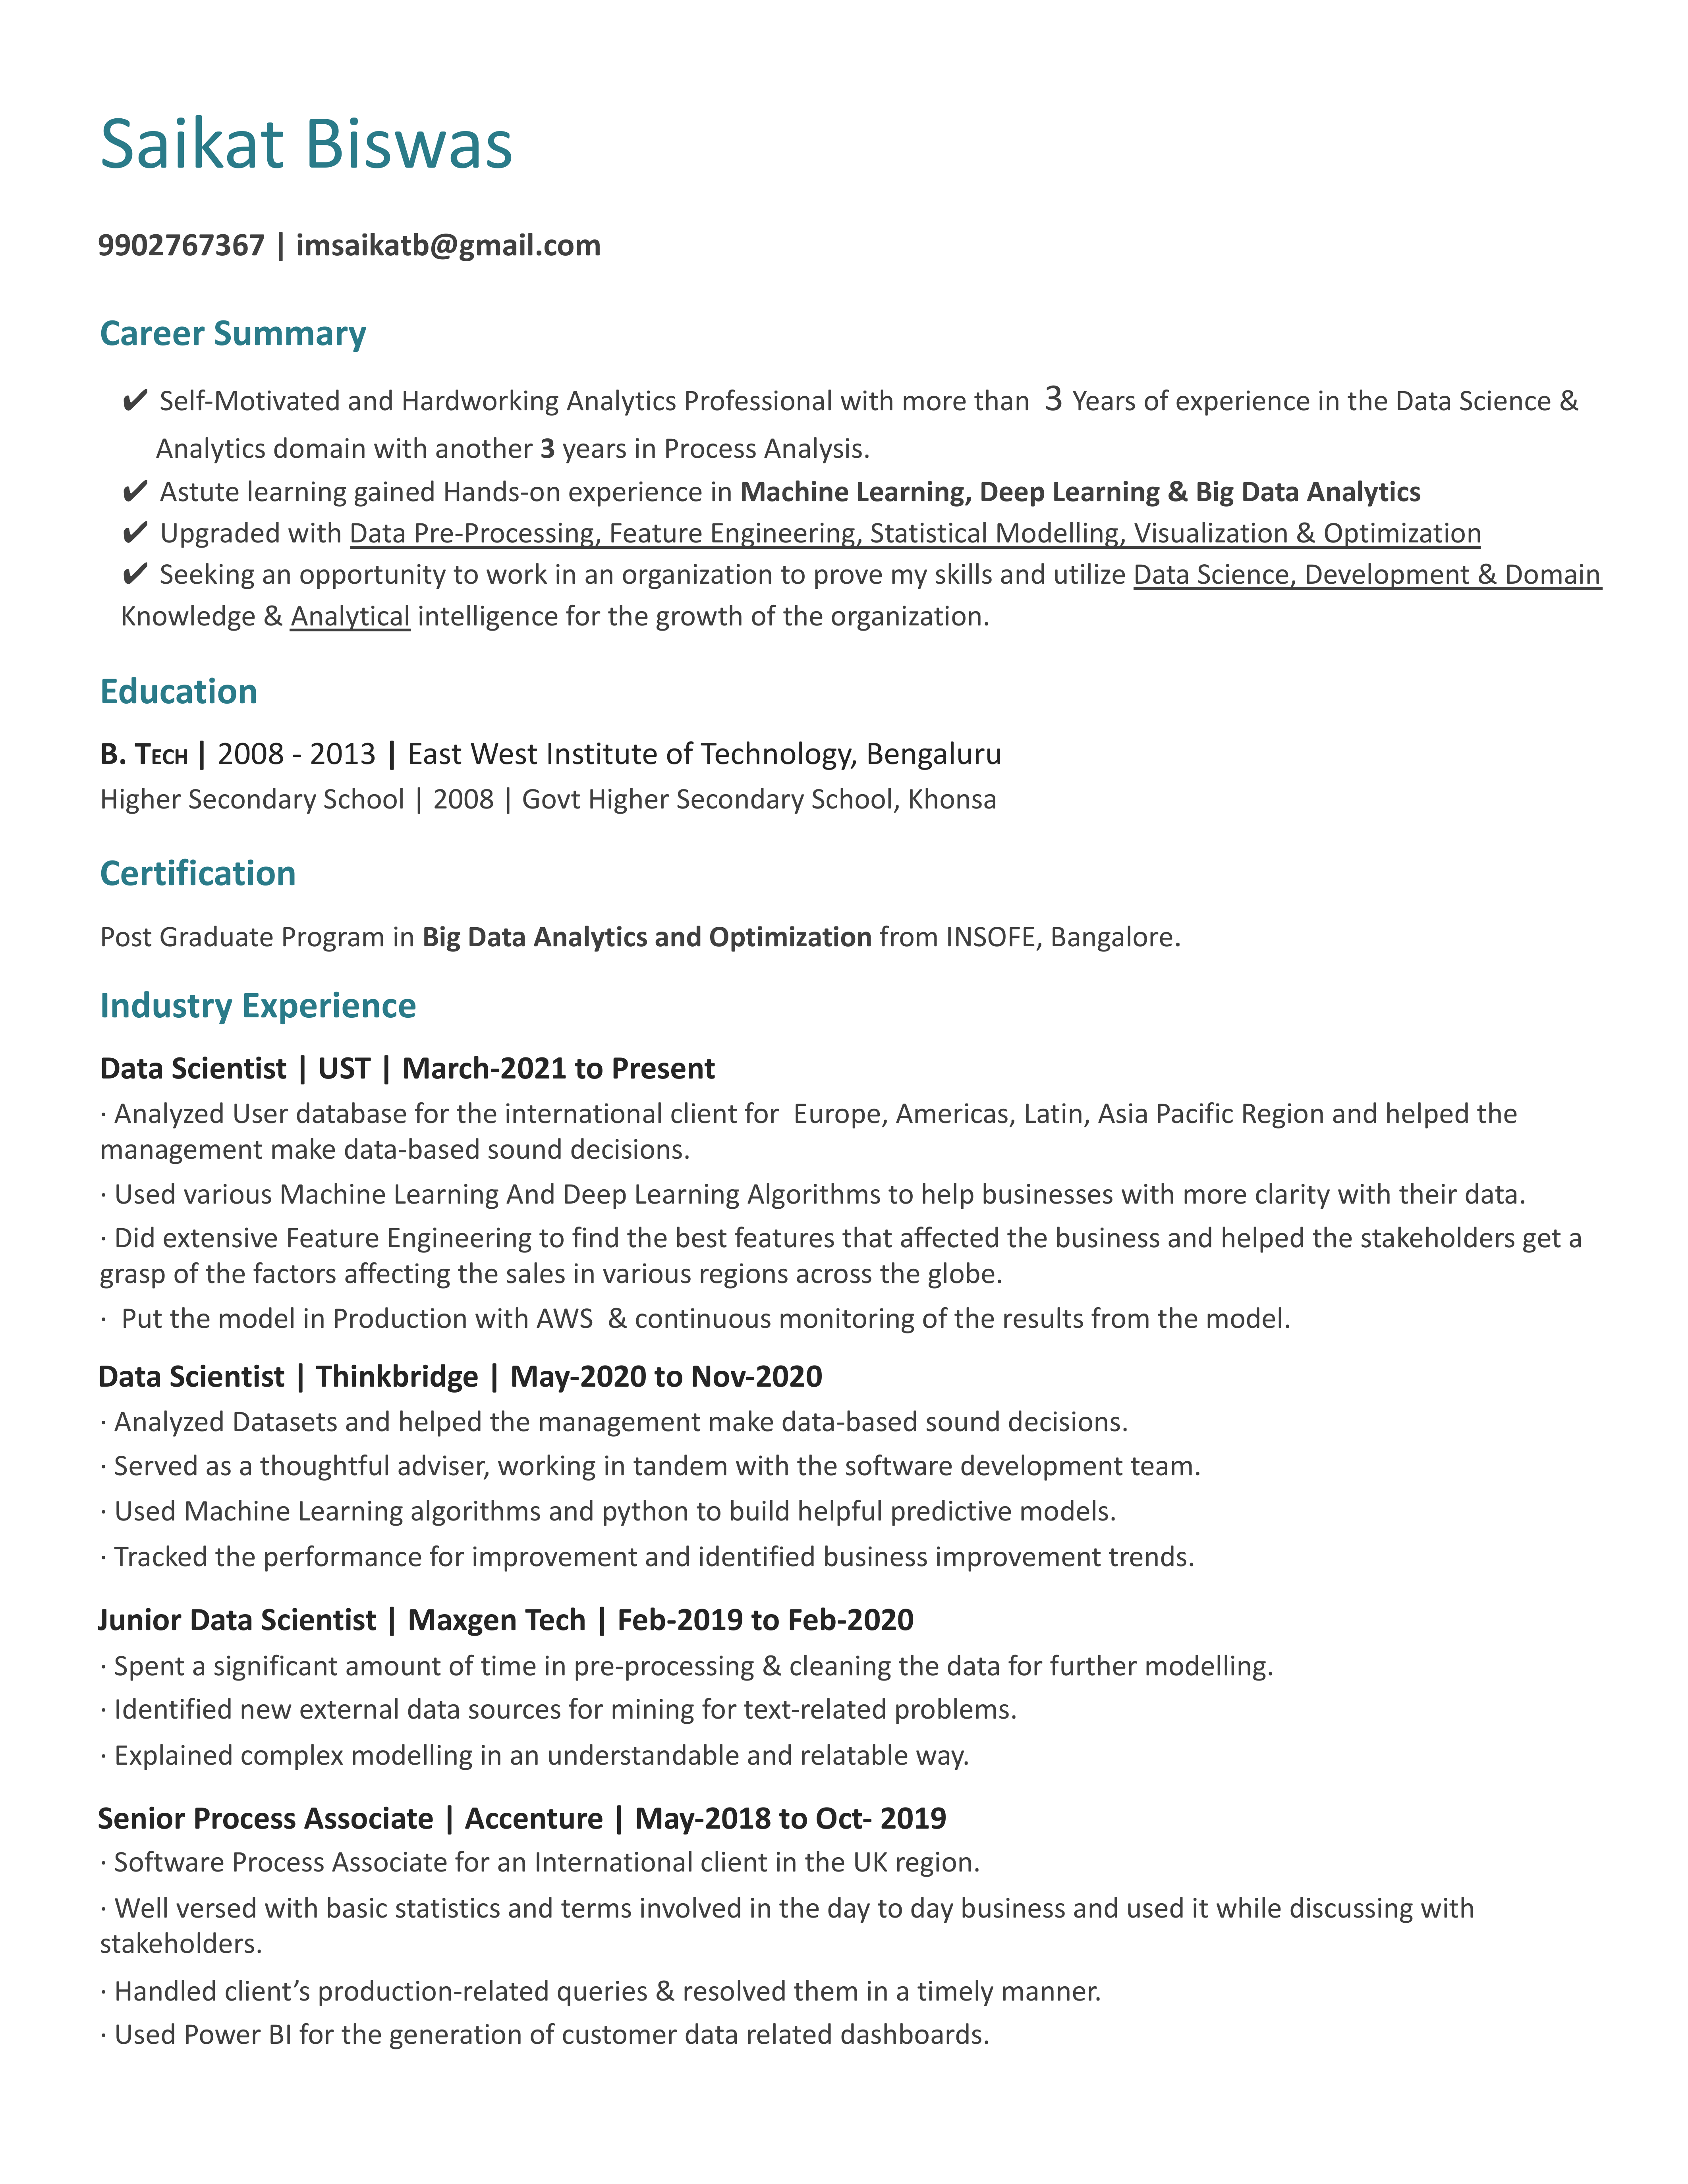 Saikat Biswas
9902767367 | imsaikatb@gmail.com
Career Summary
✔ Self-Motivated and Hardworking Analytics Professional with more than 3 Years of experience in the Data Science &
Analytics domain with another 3 years in Process Analysis.
✔ Astute learning gained Hands-on experience in Machine Learning, Deep Learning & Big Data Analytics
✔ Upgraded with Data Pre-Processing, Feature Engineering, Statistical Modelling, Visualization & Optimization
✔ Seeking an opportunity to work in an organization to prove my skills and utilize Data Science, Development & Domain
Knowledge & Analytical intelligence for the growth of the organization.
Education
B. TECH | 2008 - 2013 | East West Institute of Technology, Bengaluru
Higher Secondary School | 2008 | Govt Higher Secondary School, Khonsa
Certification
Post Graduate Program in Big Data Analytics and Optimization from INSOFE, Bangalore.
Industry Experience
Data Scientist | UST | March-2021 to Present
· Analyzed User database for the international client for Europe, Americas, Latin, Asia Pacific Region and helped the
management make data-based sound decisions.
· Used various Machine Learning And Deep Learning Algorithms to help businesses with more clarity with their data.
· Did extensive Feature Engineering to find the best features that affected the business and helped the stakeholders get a
grasp of the factors affecting the sales in various regions across the globe.
· Put the model in Production with AWS & continuous monitoring of the results from the model.
Data Scientist | Thinkbridge | May-2020 to Nov-2020
· Analyzed Datasets and helped the management make data-based sound decisions.
· Served as a thoughtful adviser, working in tandem with the software development team.
· Used Machine Learning algorithms and python to build helpful predictive models.
· Tracked the performance for improvement and identified business improvement trends.
Junior Data Scientist | Maxgen Tech | Feb-2019 to Feb-2020
· Spent a significant amount of time in pre-processing & cleaning the data for further modelling.
· Identified new external data sources for mining for text-related problems.
· Explained complex modelling in an understandable and relatable way.
Senior Process Associate | Accenture | May-2018 to Oct- 2019
· Software Process Associate for an International client in the UK region.
· Well versed with basic statistics and terms involved in the day to day business and used it while discussing with
stakeholders.
· Handled client’s production-related queries & resolved them in a timely manner.
· Used Power BI for the generation of customer data related dashboards.